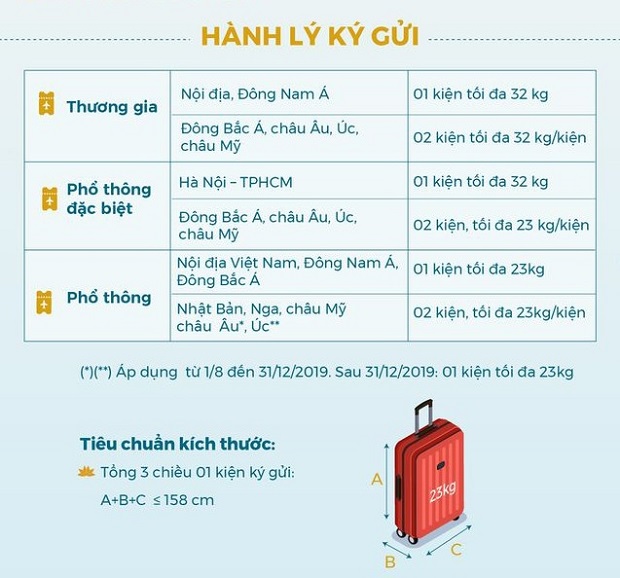 HÀNH LÝ KÝ GỬI
Thương gia
Nội địa, Đông Nam Á
01 kiện tối đa 32 kg
Đông Bắc Á, châu Âu, Úc,
châu Mỹ
02 kiện tối đa 32 kg/kiện
Phổ thông
đặc biệt
Hà Nội – TPHCM
01 kiện tối đa 32 kg
Đông Bắc Á, châu Âu, Úc,
châu Mỹ
02 kiện, tối đa 23 kg/kiện
Phổ thông
Nội địa Việt Nam, Đông Nam Á,
Đông Bắc Á
01 kiện tối đa 23kg
Nhật Bản, Nga, châu Mỹ
châu Âu*, Úc**
02 kiện, tối đa 23kg/kiện
(*)(**) Áp dụng từ 1/8 đến 31/12/2019. Sau 31/12/2019: 01 kiện tối đa 23kg
Tiêu chuẩn kích thước:
Tổng 3 chiều 01 kiện ký gửi:
A+B+C ≤ 158 cm
A
23kg
B
C